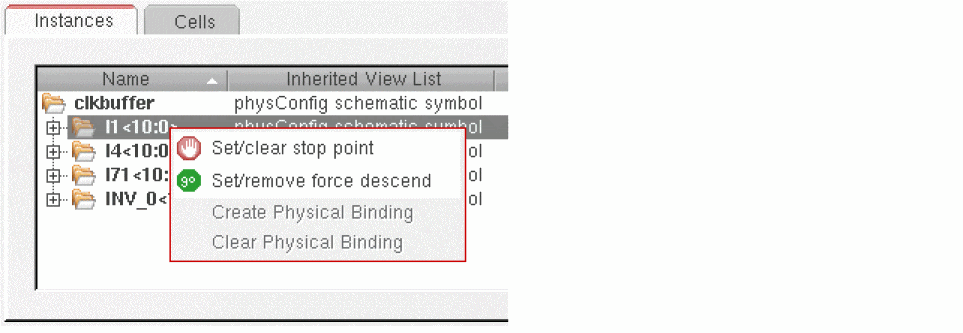 Instances Cells
Name Inherited View List
clkbuffer physConfig schematic symbol
I1<10:0> physConfig schematic symbol
I4<10:0 ol
I71<10: ol
INV_0< ol
Set/clear stop point
go Set/remove force descend
Create Physical Binding
Clear Physical Binding